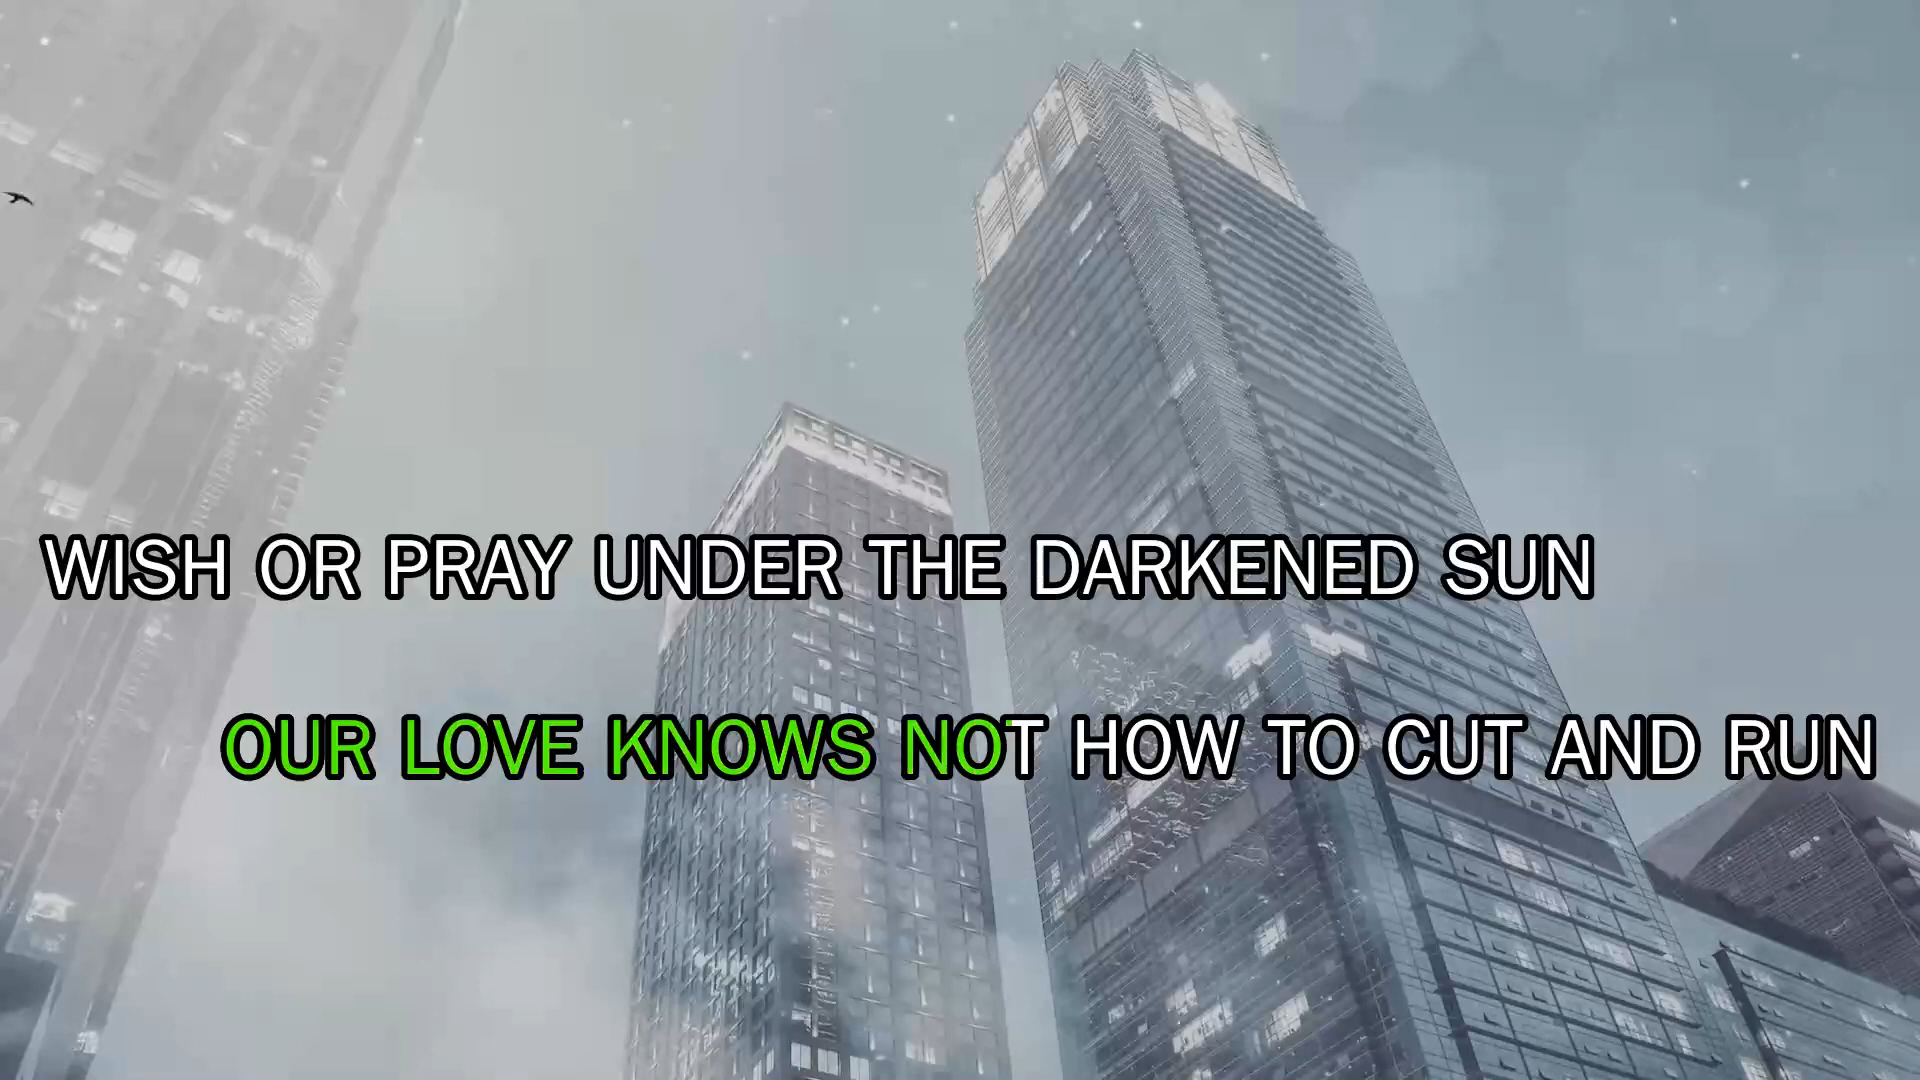 WISH OR PRAY UNDER THE DARKENED SUN
OUR LOVE KNOWS NOT HOW TO CUT AND RUN